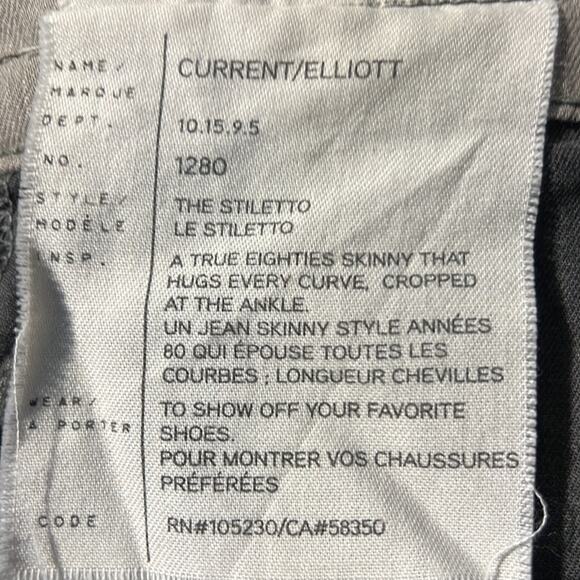 NAME / CURRENT/ELLIOTT
MARQUE
DEPT. 10.15.9.5
NO. 1280
STYLE/ THE STILETTO
MODÈLE LE STILETTO
INSP. A TRUE EIGHTIES SKINNY THAT
HUGS EVERY CURVE, CROPPED
AT THE ANKLE.
UN JEAN SKINNY STYLE ANNÉES
80 QUI ÉPOUSE TOUTES LES
COURBES ; LONGUEUR CHEVILLES
WEAR/ TO SHOW OFF YOUR FAVORITE
À PORTER SHOES.
POUR MONTRER VOS CHAUSSURES
PRÉFÉRÉES
CODE RN#105230/CA#58350